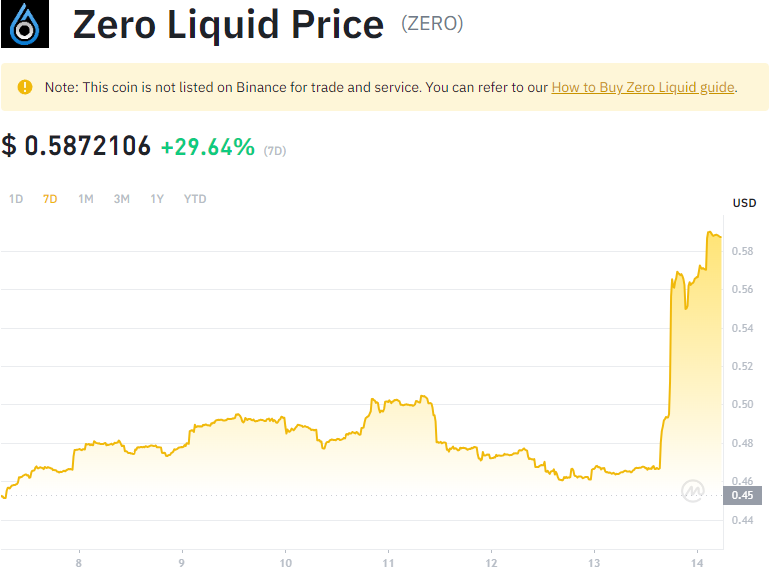 Zero Liquid Price (ZERO)
Note: This coin is not listed on Binance for trade and service. You can refer to our How to Buy Zero Liquid guide.
$ 0.5872106 +29.64% (7D)
1D 7D 1M 3M 1Y YTD
USD
0.58
0.56
0.54
0.52
0.50
0.48
0.46
0.45
0.44
8 9 10 11 12 13 14